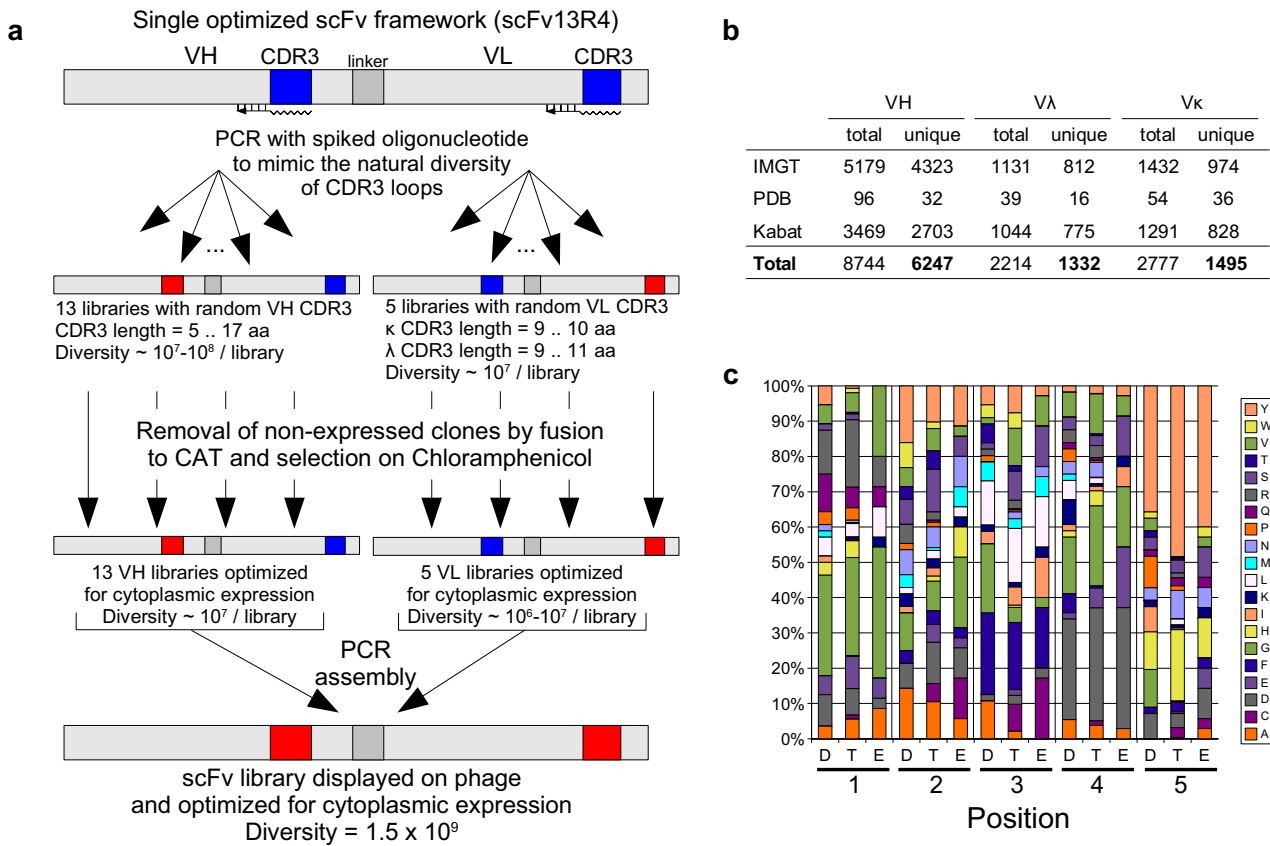 a
Single optimized scFv framework (scFv13R4)
VH CDR3 linker VL CDR3
PCR with spiked oligonucleotide
to mimic the natural diversity
of CDR3 loops
... ...
13 libraries with random VH CDR3
CDR3 length = 5 .. 17 aa
Diversity ~ 10⁷-10⁸ / library
5 libraries with random VL CDR3
κ CDR3 length = 9 .. 10 aa
λ CDR3 length = 9 .. 11 aa
Diversity ~ 10⁷ / library
Removal of non-expressed clones by fusion
to CAT and selection on Chloramphenicol
13 VH libraries optimized
for cytoplasmic expression
Diversity ~ 10⁷ / library
5 VL libraries optimized
for cytoplasmic expression
Diversity ~ 10⁶-10⁷ / library
PCR
assembly
scFv library displayed on phage
and optimized for cytoplasmic expression
Diversity = 1.5 x 10⁹
b
VH Vλ Vκ
total unique total unique total unique
IMGT 5179 4323 1131 812 1432 974
PDB 96 32 39 16 54 36
Kabat 3469 2703 1044 775 1291 828
Total 8744 6247 2214 1332 2777 1495
c
100%
90%
80%
70%
60%
50%
40%
30%
20%
10%
0%
D T E D T E D T E D T E D T E
1 2 3 4 5
Position
Y
W
V
T
S
R
Q
P
N
M
L
K
I
H
G
F
E
D
C
A